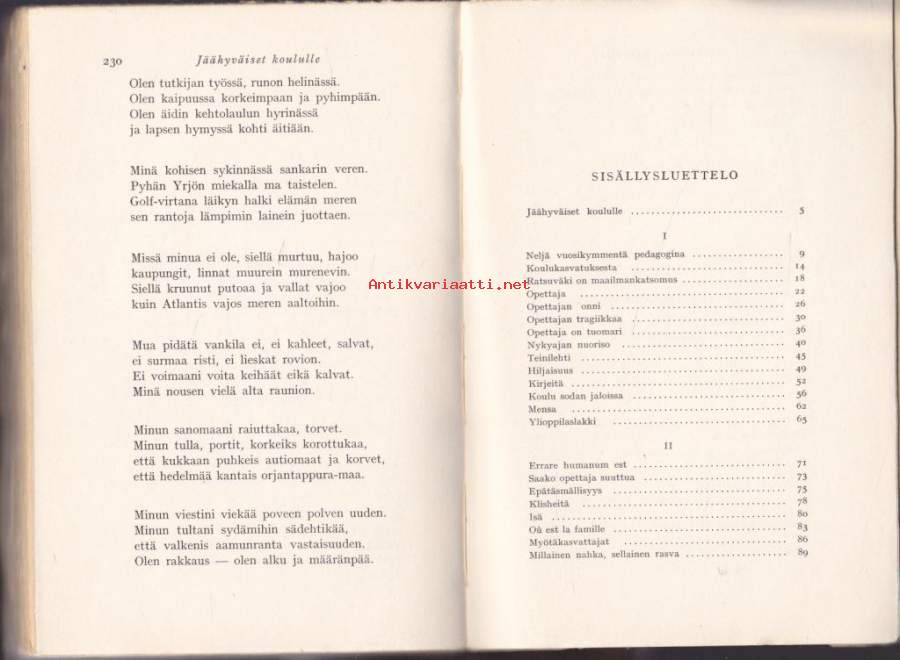 230 Jäähyväiset koululle
Olen tutkijan työssä, runon helinässä.
Olen kaipuussa korkeimpaan ja pyhimpään.
Olen äidin kehtolaulun hyrinässä
ja lapsen hymyssä kohti äitiään.
Minä kohisen sykinnässä sankarin veren.
Pyhän Yrjön miekalla ma taistelen.
Golf-virtana läikyn halki elämän meren
sen rantoja lämpimin lainein juottaen.
Missä minua ei ole, siellä murtuu, hajoo
kaupungit, linnat muurein murenevin.
Siellä kruunut putoaa ja vallat vajoo
kuin Atlantis vajos meren aaltoihin.
Mua pidätä vankila ei, ei kahleet, salvat,
ei surmaa risti, ei lieskat rovion.
Ei voimaani voita keihäät eikä kalvat.
Minä nousen vielä alta raunion.
Minun sanomaani raiuttakaa, torvet.
Minun tulla, portit, korkeiks korottukaa,
että kukkaan puhkeis autiomaat ja korvet,
että hedelmää kantais orjantappura-maa.
Minun viestini viekää poveen polven uuden.
Minun tultani sydämihin sädehtikää,
että valkenis aamunranta vastaisuuden.
Olen rakkaus — olen alku ja määränpää.
Antikvariaatti.net
SISÄLLYSLUETTELO
Jäähyväiset koululle 5
I
Neljä vuosikymmentä pedagogina 9
Koulukasvatuksesta 14
Ratsuväki on maailmankatsomus 18
Opettaja 22
Opettajan onni 26
Opettajan tragiikkaa 30
Opettaja on tuomari 36
Nykyajan nuoriso 40
Teinilehti 45
Hiljaisuus 49
Kirjeitä 52
Koulu sodan jaloissa 56
Mensa 62
Ylioppilaslakki 65
II
Errare humanum est 71
Saako opettaja suuttua 73
Epätäsmällisyys 75
Klisheitä 78
Isä 80
Où est la famille 83
Myötäkasvattajat 86
Millainen nahka, sellainen rasva 89